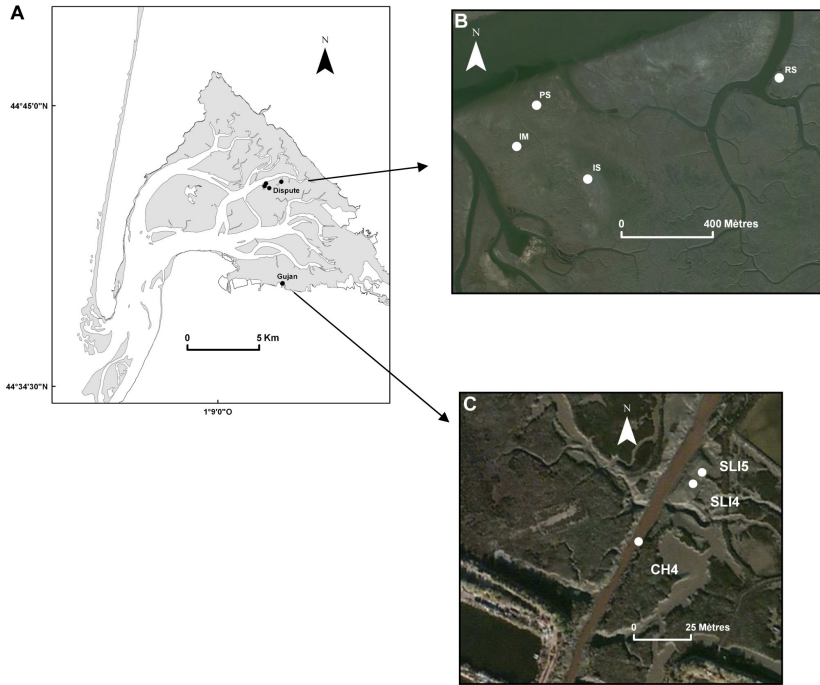 A
N
44°45'0"N
Dispute
Gujan
0 5 Km
44°34'30"N
1°9'0"O
B
N
RS
PS
IM
IS
0 400 Mètres
C
N
SLI5
SLI4
CH4
0 25 Mètres